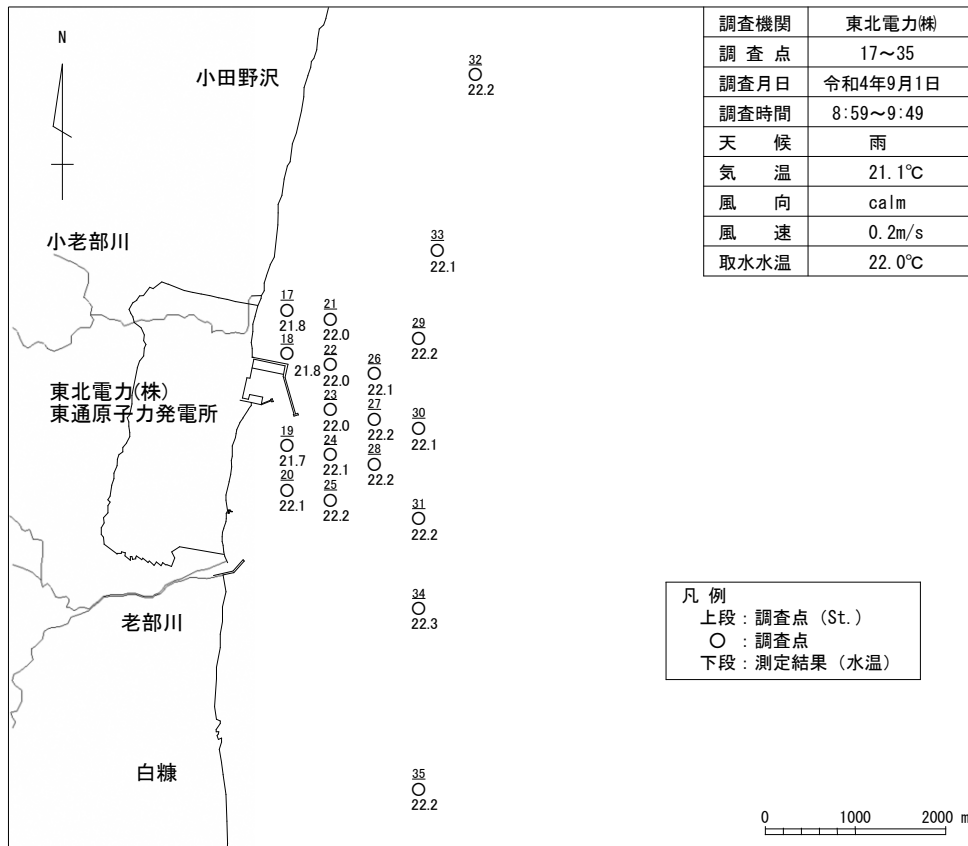 調査機関 東北電力㈱
調査点 17～35
調査月日 令和4年9月1日
調査時間 8:59～9:49
天候 雨
気温 21.1℃
風向 calm
風速 0.2m/s
取水水温 22.0℃
N
小田野沢
32
22.2
小老部川
33
22.1
17
21.8
21
22.0
29
22.2
18
21.8
22
22.0
26
22.1
東北電力(株)
東通原子力発電所
23
22.0
27
22.2
30
22.1
19
21.7
24
22.1
28
22.2
20
22.1
25
22.2
31
22.2
老部川
34
22.3
凡例
上段：調査点（St.）
○ ：調査点
下段：測定結果（水温）
白糠
35
22.2
0 1000 2000 m